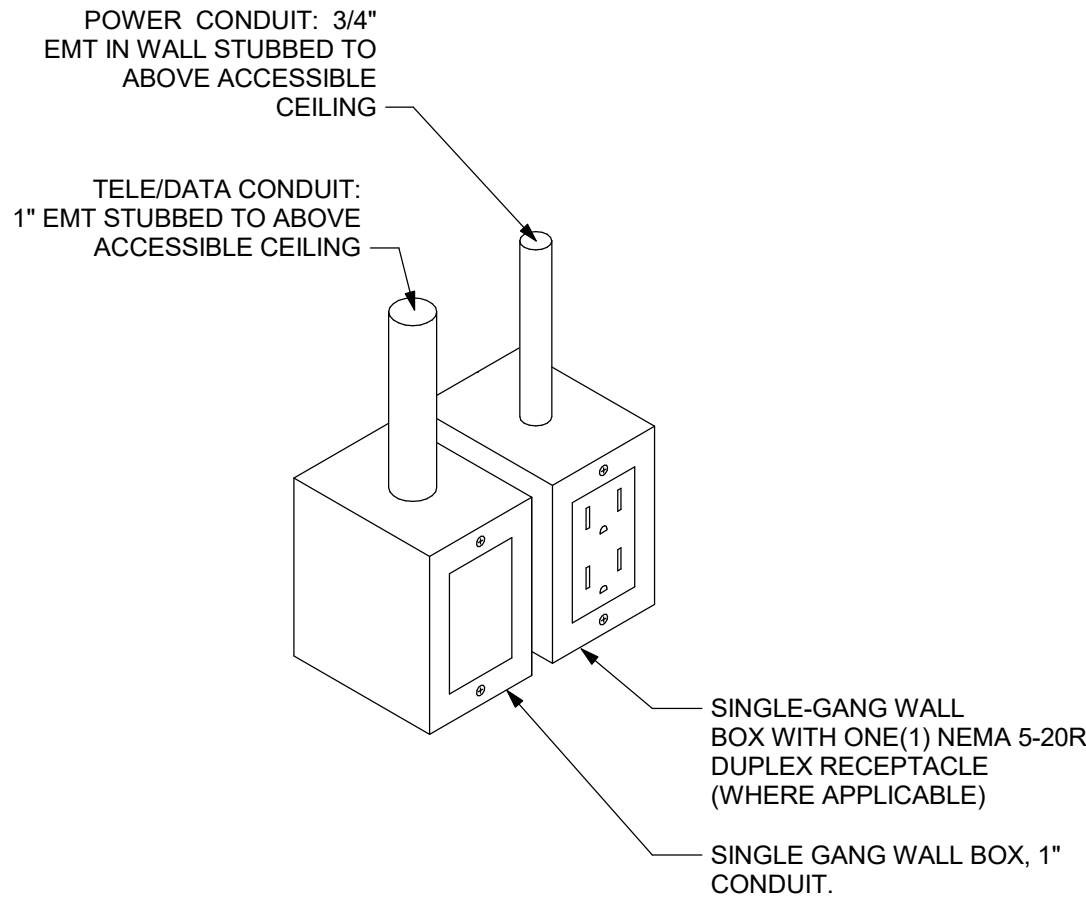 POWER CONDUIT: 3/4"
EMT IN WALL STUBBED TO
ABOVE ACCESSIBLE
CEILING
TELE/DATA CONDUIT:
1" EMT STUBBED TO ABOVE
ACCESSIBLE CEILING
SINGLE-GANG WALL
BOX WITH ONE(1) NEMA 5-20R
DUPLEX RECEPTACLE
(WHERE APPLICABLE)
SINGLE GANG WALL BOX, 1"
CONDUIT.